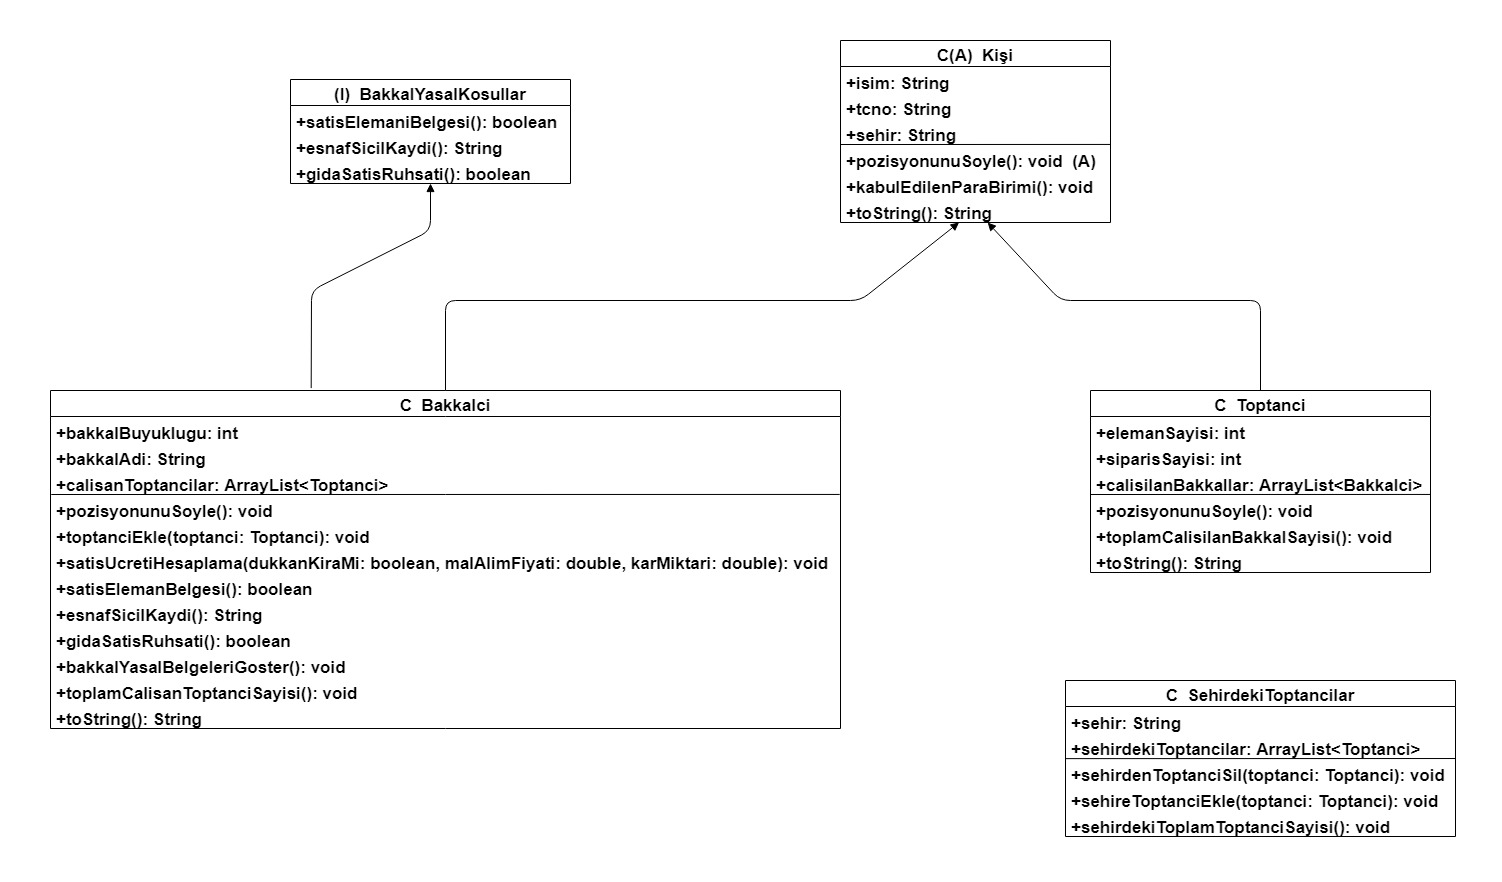 (I) BakkalYasalKosullar
+satisElemaniBelgesi(): boolean
+esnafSicilKaydi(): String
+gidaSatisRuhsati(): boolean
C(A) Kişi
+isim: String
+tcno: String
+sehir: String
+pozisyonunuSoyle(): void (A)
+kabulEdilenParaBirimi(): void
+toString(): String
C Bakkalci
+bakkalBuyuklugu: int
+bakkalAdi: String
+calisanToptancilar: ArrayList<Toptanci>
+pozisyonunuSoyle(): void
+toptanciEkle(toptanci: Toptanci): void
+satisUcretiHesaplama(dukkanKiraMi: boolean, malAlimFiyati: double, karMiktari: double): void
+satisElemanBelgesi(): boolean
+esnafSicilKaydi(): String
+gidaSatisRuhsati(): boolean
+bakkalYasalBelgeleriGoster(): void
+toplamCalisanToptanciSayisi(): void
+toString(): String
C Toptanci
+elemanSayisi: int
+siparisSayisi: int
+calisilanBakkallar: ArrayList<Bakkalci>
+pozisyonunuSoyle(): void
+toplamCalisilanBakkalSayisi(): void
+toString(): String
C SehirdekiToptancilar
+sehir: String
+sehirdekiToptancilar: ArrayList<Toptanci>
+sehirdenToptanciSil(toptanci: Toptanci): void
+sehireToptanciEkle(toptanci: Toptanci): void
+sehirdekiToplamToptanciSayisi(): void